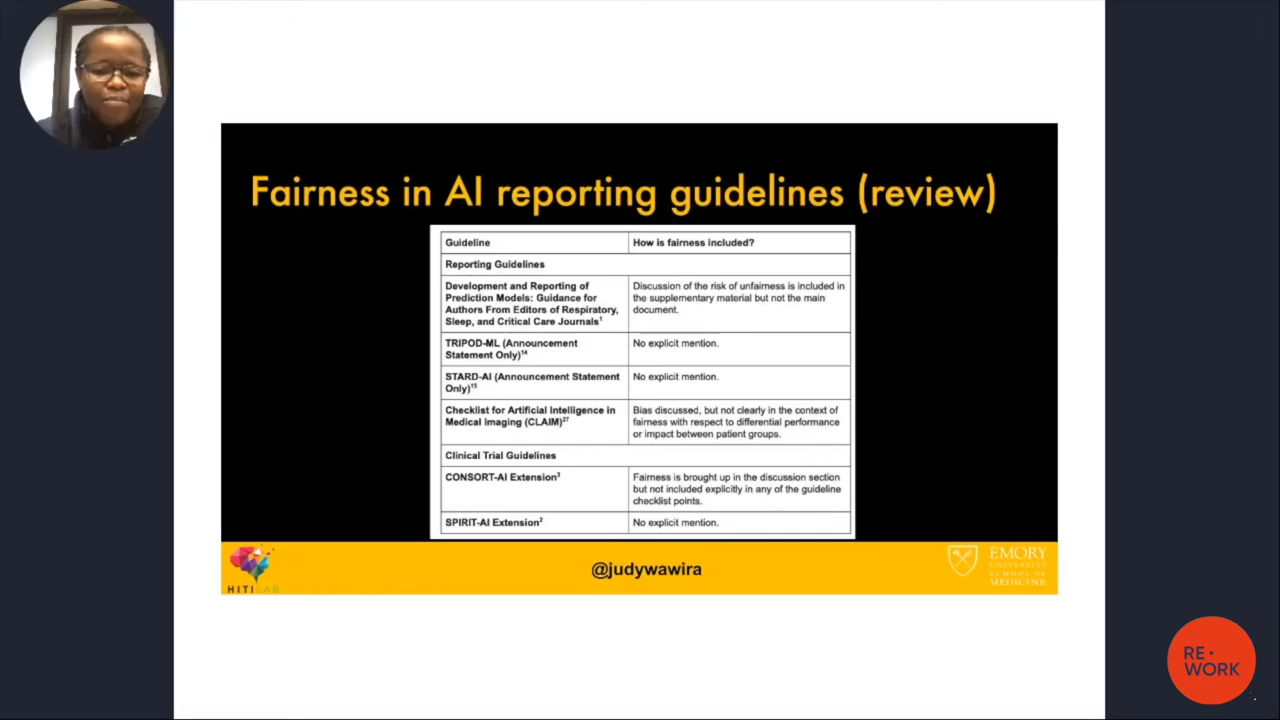 Fairness in AI reporting guidelines (review)
Guideline
How is fairness included?
Reporting Guidelines
Development and Reporting of
Prediction Models: Guidance for
Authors From Editors of Respiratory,
Sleep, and Critical Care Journals1
Discussion of the risk of unfairness is included in
the supplementary material but not the main
document.
TRIPOD-ML (Announcement
Statement Only)14
No explicit mention.
STARD-AI (Announcement Statement
Only)15
No explicit mention.
Checklist for Artificial Intelligence in
Medical Imaging (CLAIM)27
Bias discussed, but not clearly in the context of
fairness with respect to differential performance
or impact between patient groups.
Clinical Trial Guidelines
CONSORT-AI Extension3
Fairness is brought up in the discussion section
but not included explicitly in any of the guideline
checklist points.
SPIRIT-AI Extension2
No explicit mention.
HITI LAB
@judywawira
EMORY
UNIVERSITY
SCHOOL OF
MEDICINE
RE•
WORK